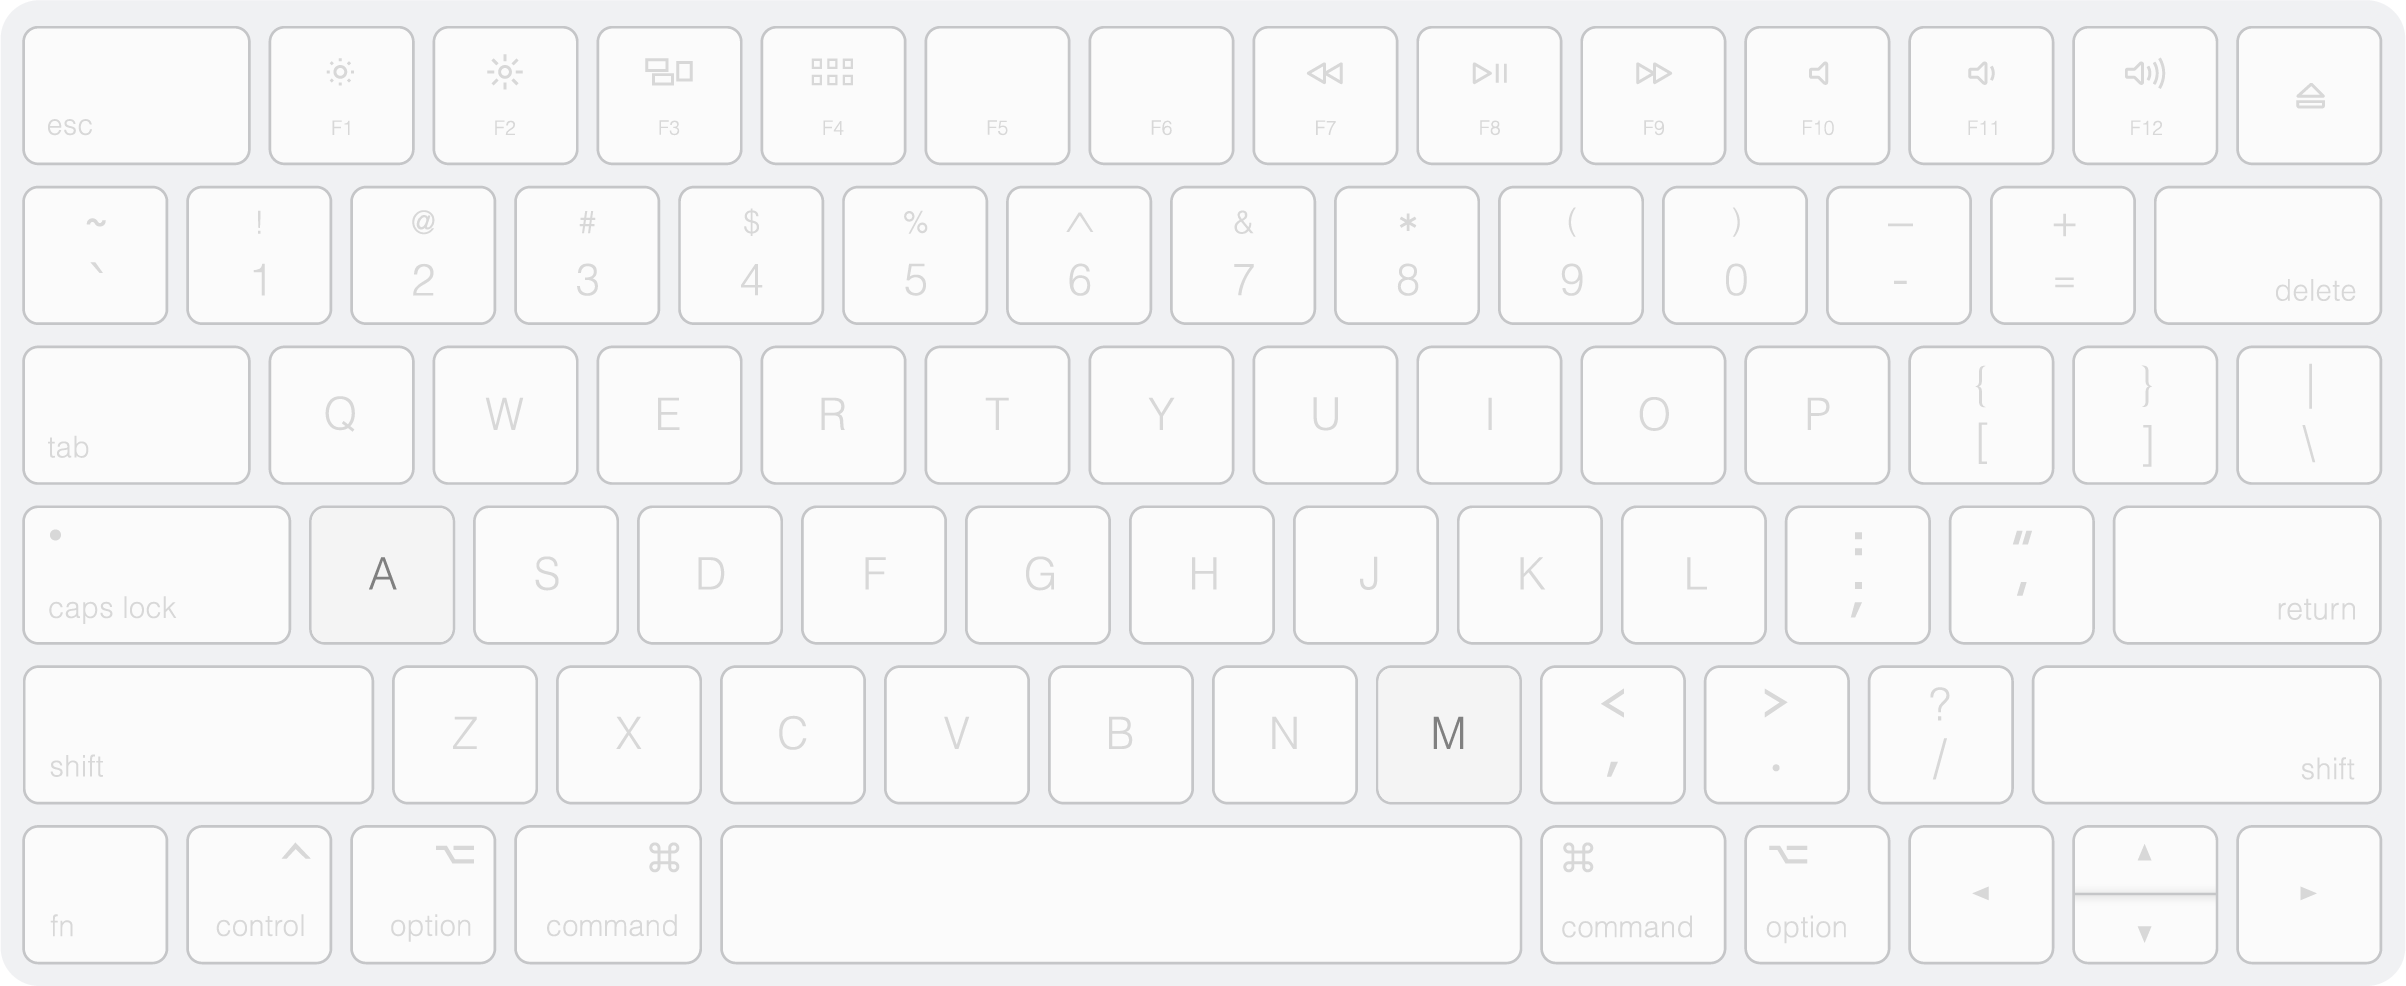 esc F1 F2 F3 F4 F5 F6 F7 F8 F9 F10 F11 F12
~ ! @ # $ % ^ & * ( ) — +
` 1 2 3 4 5 6 7 8 9 0 - = delete
tab Q W E R T Y U I O P { [ } ] | \
caps lock A S D F G H J K L : ; " ' return
shift Z X C V B N M < , > . ? / shift
fn control option command command option